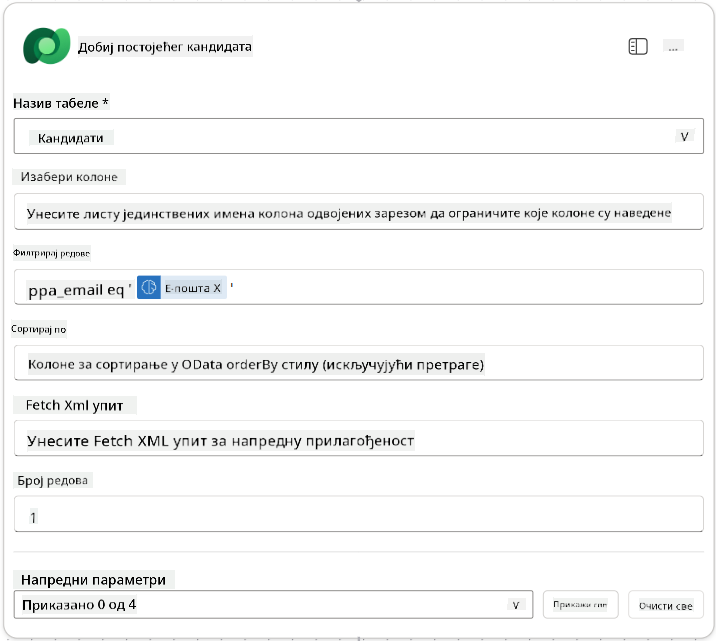 Добиј постојећег кандидата
...
Назив табеле *
Кандидати
V
Изабери колоне
Унесите листу јединствених имена колона одвојених зарезом да ограничите које колоне су наведене
Филтрирај редове
ppa_email eq ' Е-пошта X '
Сортирај по
Колоне за сортирање у OData orderBy стилу (искључујући претраге)
Fetch Xml упит
Унесите Fetch XML упит за напредну прилагођеност
Број редова
1
Напредни параметри
Приказано 0 од 4 V Прикажи све Очисти све